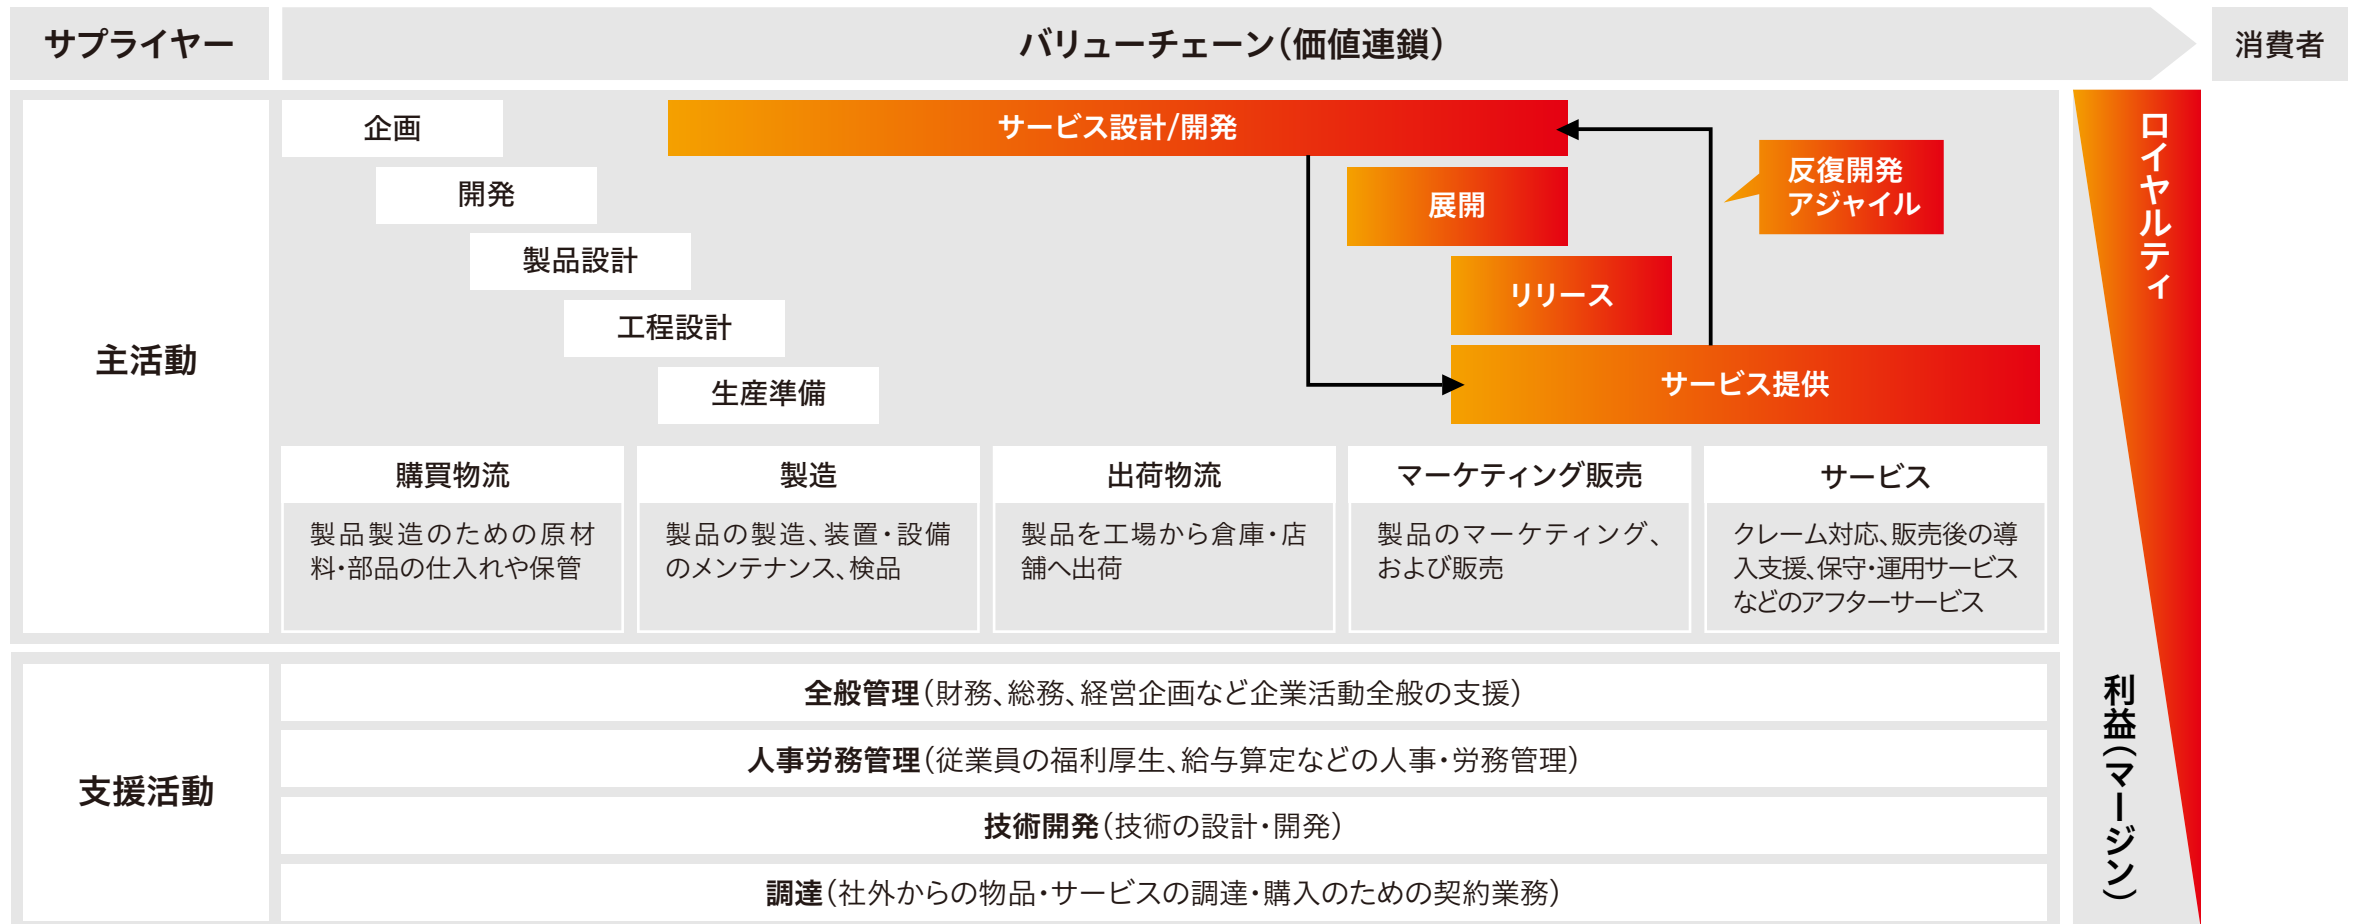 サプライヤー
バリューチェーン（価値連鎖）
消費者
主活動
企画
開発
製品設計
工程設計
生産準備
サービス設計/開発
展開
リリース
サービス提供
反復開発
アジャイル
購買物流
製品製造のための原材
料・部品の仕入れや保管
製造
製品の製造、装置・設備
のメンテナンス、検品
出荷物流
製品を工場から倉庫・店
舗へ出荷
マーケティング販売
製品のマーケティング、
および販売
サービス
クレーム対応、販売後の導
入支援、保守・運用サービス
などのアフターサービス
支援活動
全般管理（財務、総務、経営企画など企業活動全般の支援）
人事労務管理（従業員の福利厚生、給与算定などの人事・労務管理）
技術開発（技術の設計・開発）
調達（社外からの物品・サービスの調達・購入のための契約業務）
ロイヤルティ
利益（マージン）